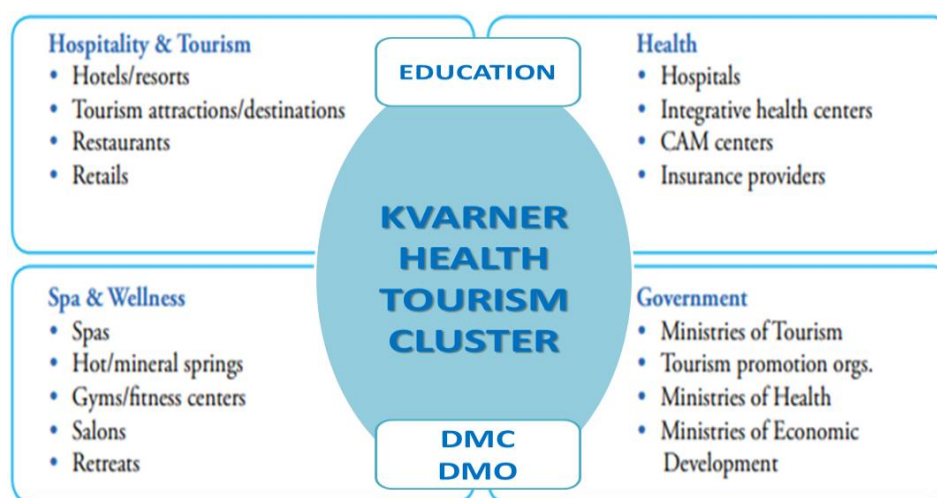 Hospitality & Tourism
• Hotels/resorts
• Tourism attractions/destinations
• Restaurants
• Retails
EDUCATION
Health
• Hospitals
• Integrative health centers
• CAM centers
• Insurance providers
KVARNER
HEALTH
TOURISM
CLUSTER
Spa & Wellness
• Spas
• Hot/mineral springs
• Gyms/fitness centers
• Salons
• Retreats
Government
• Ministries of Tourism
• Tourism promotion orgs.
• Ministries of Health
• Ministries of Economic
Development
DMC
DMO